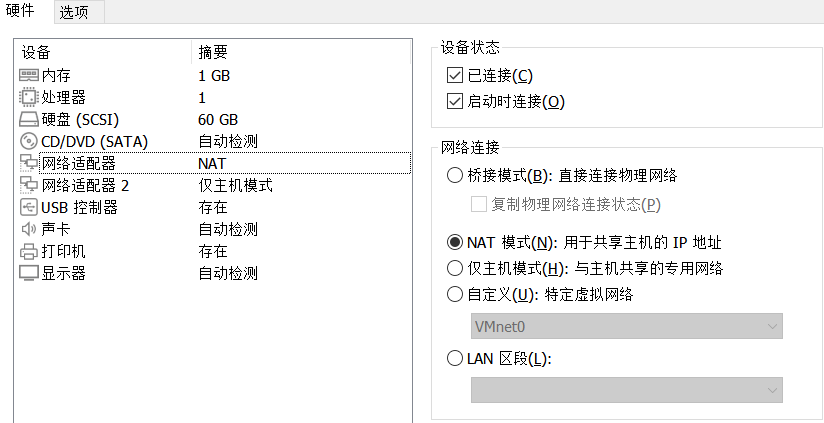 硬件 选项
设备 摘要
内存 1 GB
处理器 1
硬盘 (SCSI) 60 GB
CD/DVD (SATA) 自动检测
网络适配器 NAT
网络适配器 2 仅主机模式
USB 控制器 存在
声卡 自动检测
打印机 存在
显示器 自动检测
设备状态
已连接(C)
启动时连接(O)
网络连接
桥接模式(B): 直接连接物理网络
复制物理网络连接状态(P)
NAT 模式(N): 用于共享主机的 IP 地址
仅主机模式(H): 与主机共享的专用网络
自定义(U): 特定虚拟网络
VMnet0
LAN 区段(L):